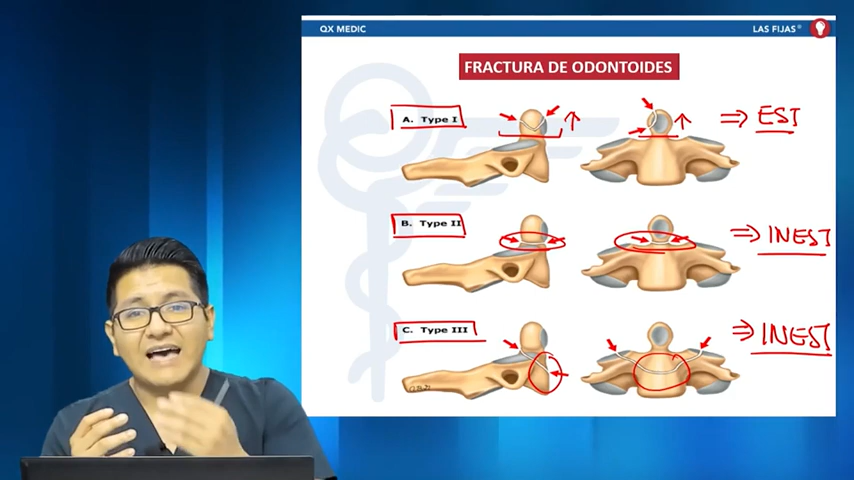 QX MEDIC
LAS FIJAS®
FRACTURA DE ODONTOIDES
A. Type I
⇒ EST
B. Type II
⇒ INEST
C. Type III
⇒ INEST